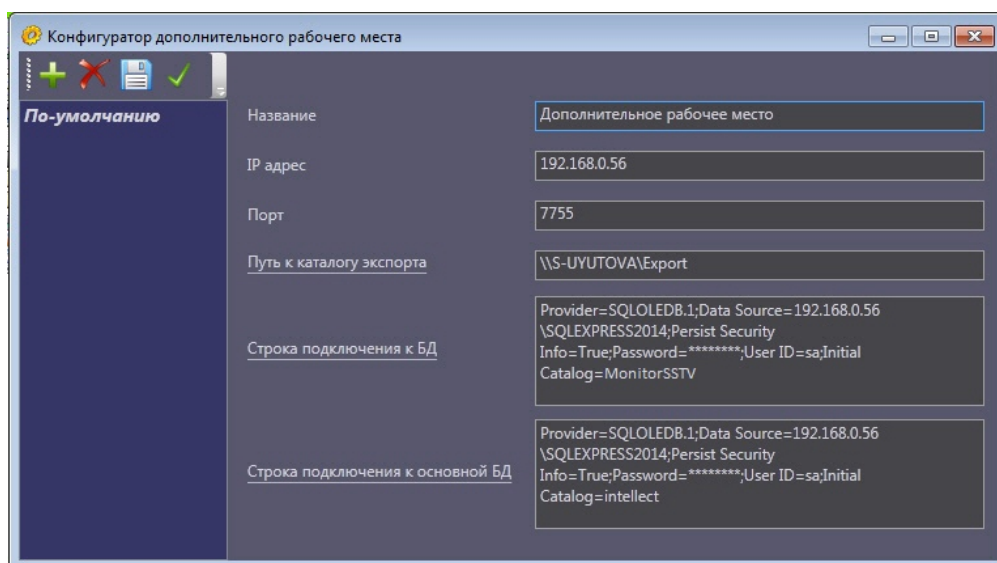 Конфигуратор дополнительного рабочего места
По-умолчанию
Название
Дополнительное рабочее место
IP адрес
192.168.0.56
Порт
7755
Путь к каталогу экспорта
\\S-UYUTOVA\Export
Строка подключения к БД
Provider=SQLOLEDB.1;Data Source=192.168.0.56
\SQLEXPRESS2014;Persist Security
Info=True;Password=********;User ID=sa;Initial
Catalog=MonitorSSTV
Строка подключения к основной БД
Provider=SQLOLEDB.1;Data Source=192.168.0.56
\SQLEXPRESS2014;Persist Security
Info=True;Password=********;User ID=sa;Initial
Catalog=intellect